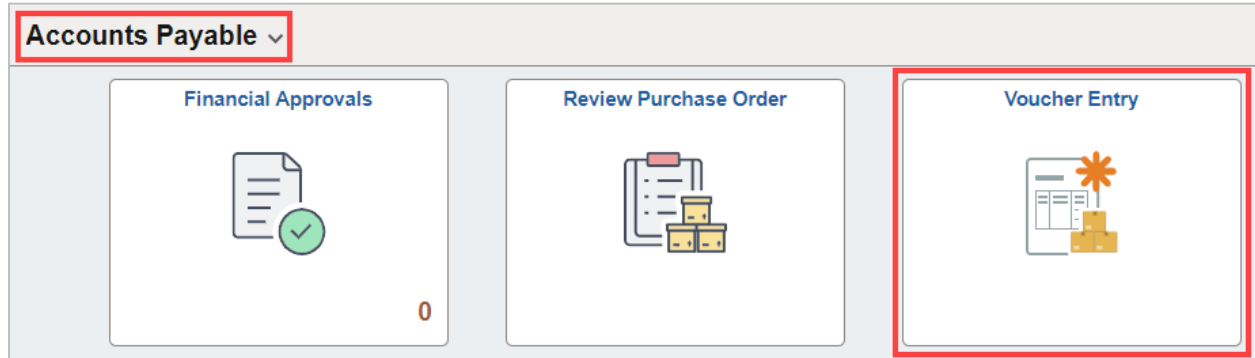 Accounts Payable
Financial Approvals
Review Purchase Order
Voucher Entry
0